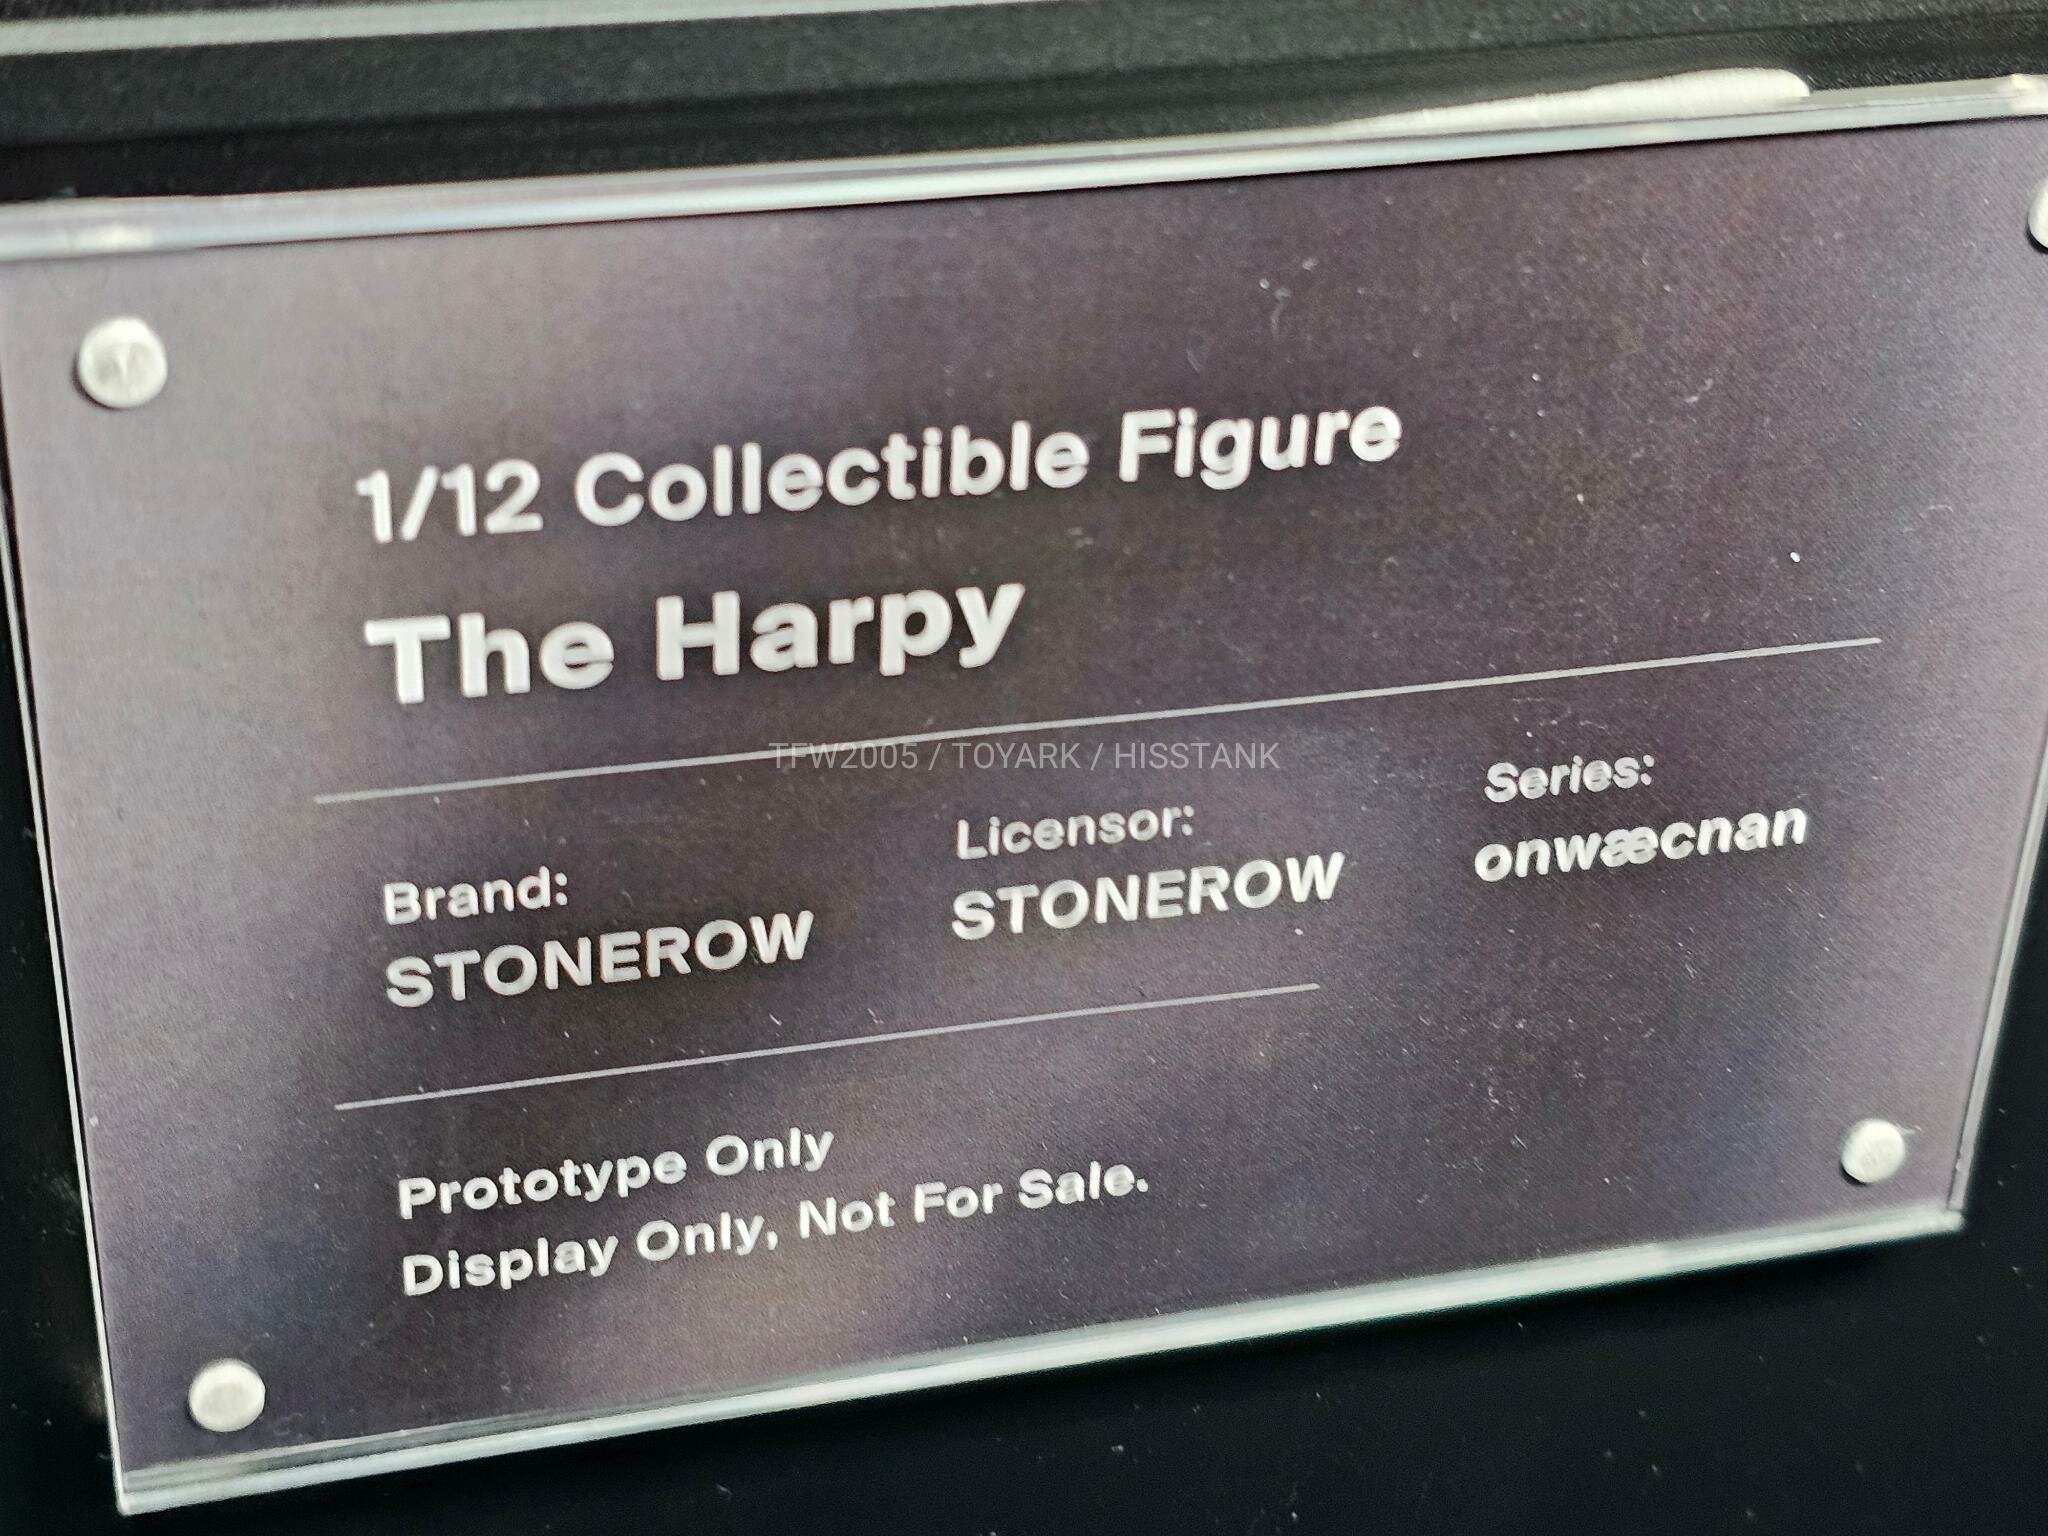 1/12 Collectible Figure
The Harpy
TFW2005 / TOYARK / HISSTANK
Brand:
STONEROW
Licensor:
STONEROW
Series:
onwæcnan
Prototype Only
Display Only, Not For Sale.